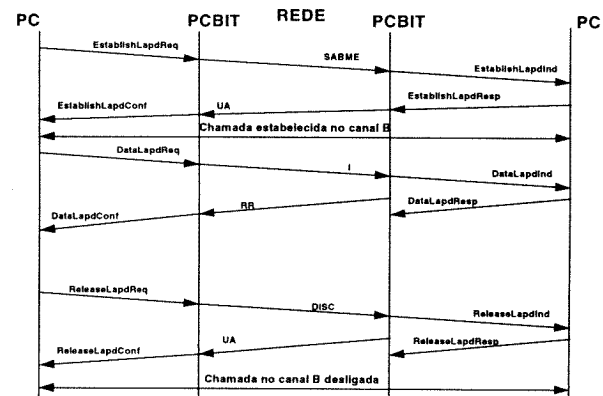 PC PCBIT REDE PCBIT PC
EstablishLapdReq
SABME
EstablishLapdInd
EstablishLapdResp
UA
EstablishLapdConf
Chamada estabelecida no canal B
DataLapdReq
I
DataLapdInd
DataLapdResp
RR
DataLapdConf
ReleaseLapdReq
DISC
ReleaseLapdInd
ReleaseLapdResp
UA
ReleaseLapdConf
Chamada no canal B desligada